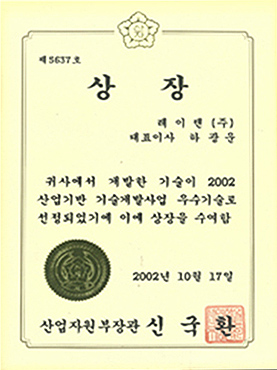 제 5637 호
상 장
레이텐 (주)
대표이사 하광운
귀사에서 개발한 기술이 2002
산업기반 기술개발사업 우수기술로
선정되었기에 이에 상장을 수여함
2002년 10월 17일
산업자원부장관 신국환